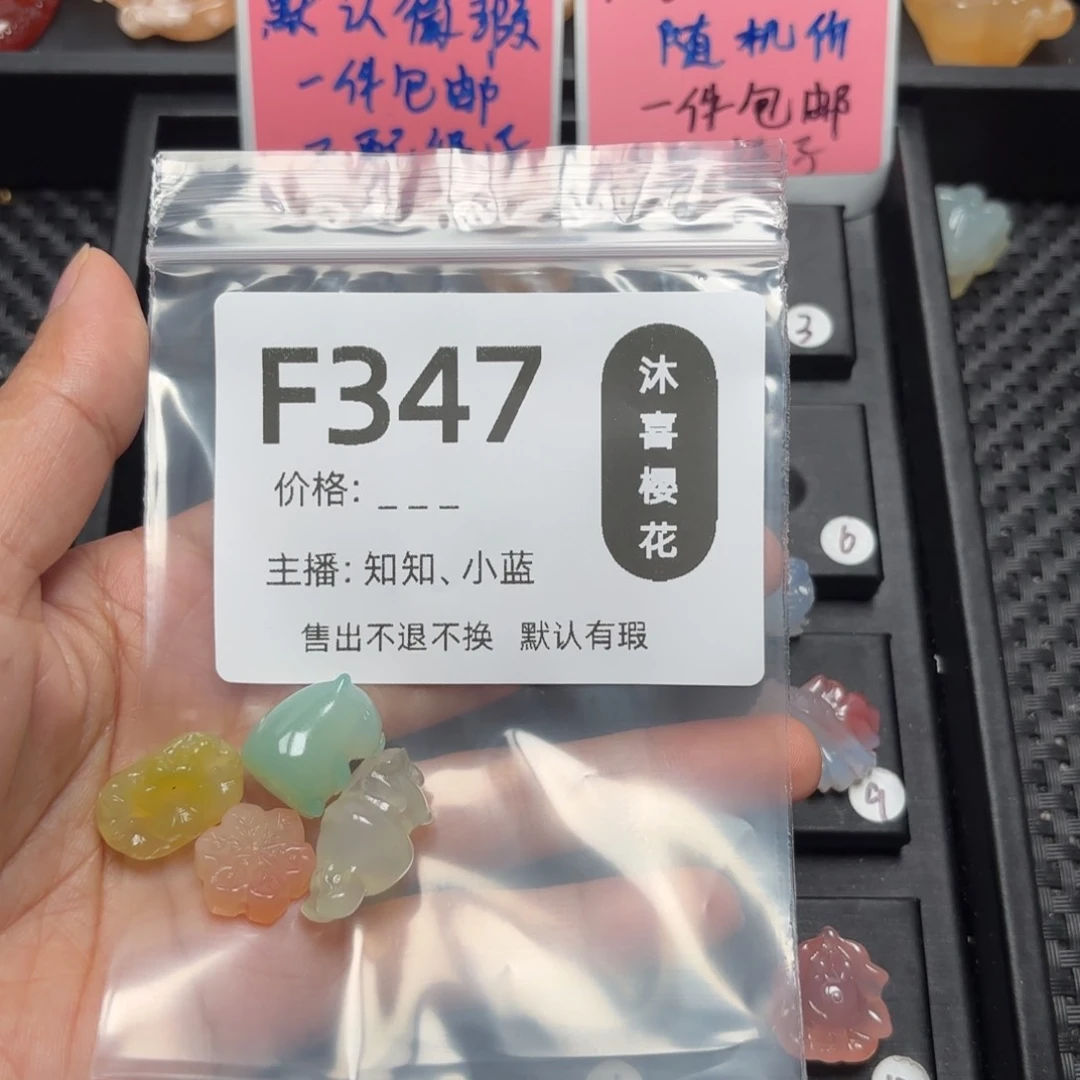 默认微瑕
一件包邮
随机价
一件包邮
F347
价格: _ _ _
主播: 知知、小蓝
售出不退不换 默认有瑕
沐喜樱花
3
6
9